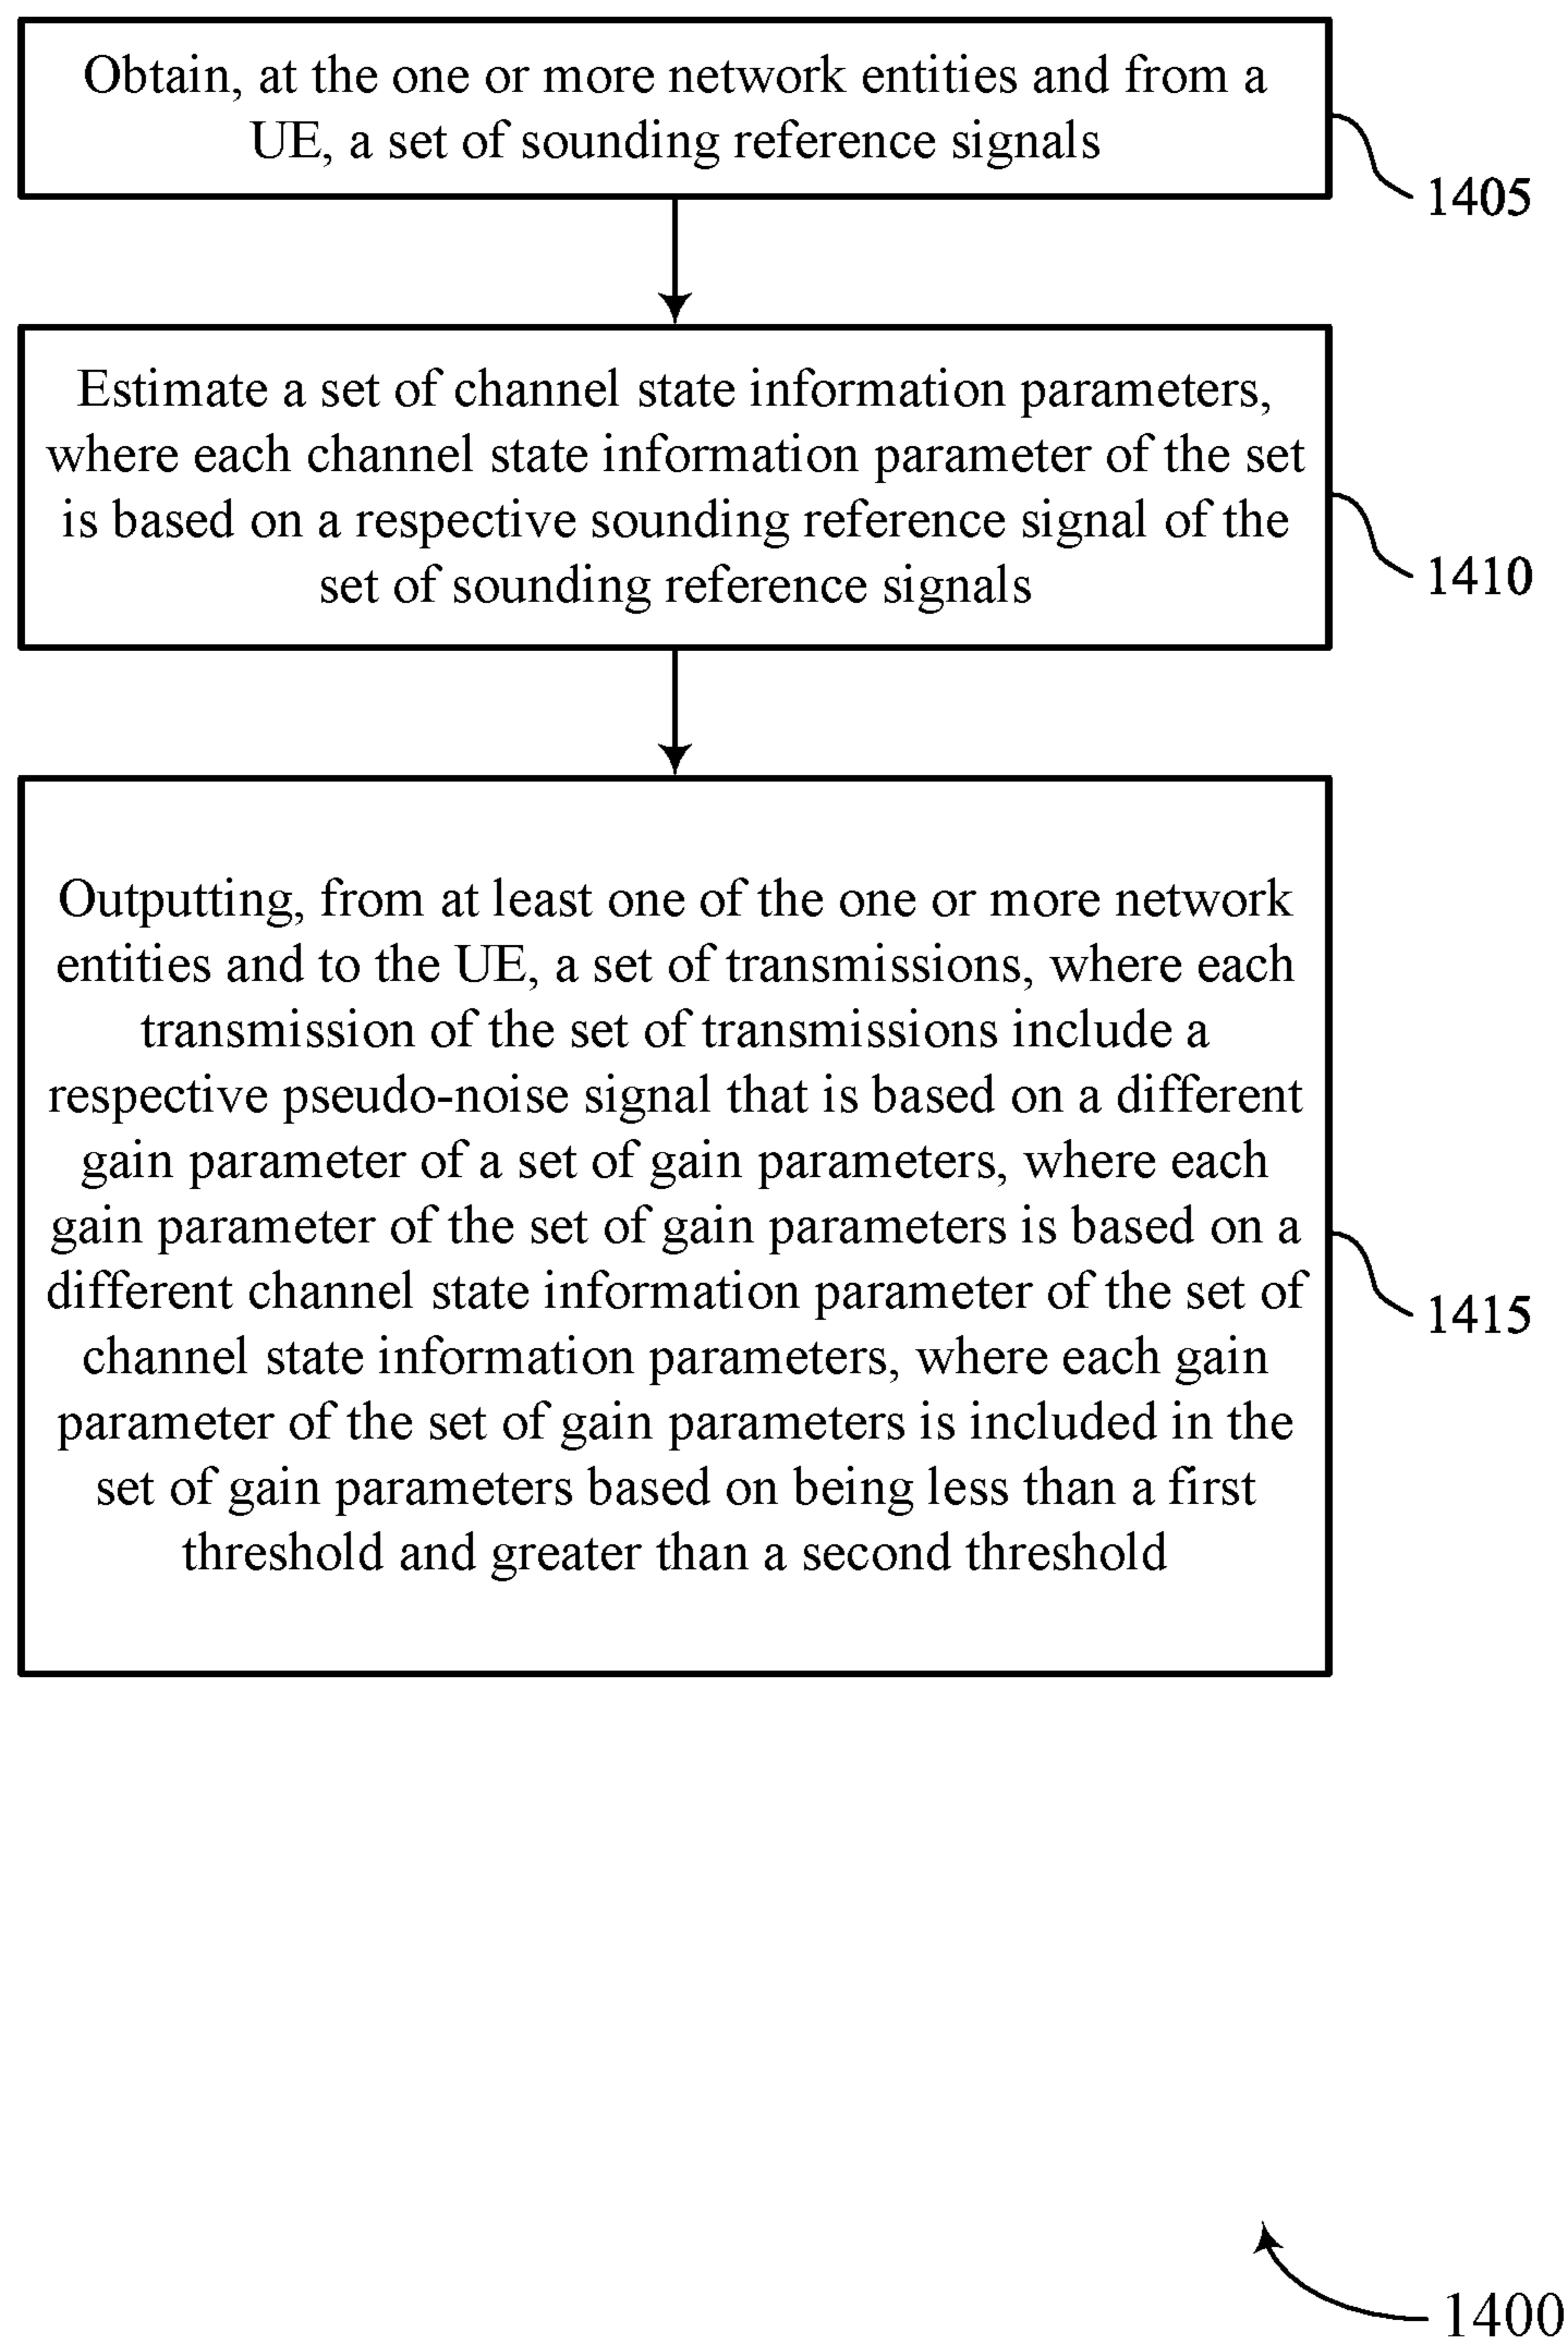 Obtain, at the one or more network entities and from a
UE, a set of sounding reference signals
1405
Estimate a set of channel state information parameters,
where each channel state information parameter of the set
is based on a respective sounding reference signal of the
set of sounding reference signals
1410
Outputting, from at least one of the one or more network
entities and to the UE, a set of transmissions, where each
transmission of the set of transmissions include a
respective pseudo-noise signal that is based on a different
gain parameter of a set of gain parameters, where each
gain parameter of the set of gain parameters is based on a
different channel state information parameter of the set of
channel state information parameters, where each gain
parameter of the set of gain parameters is included in the
set of gain parameters based on being less than a first
threshold and greater than a second threshold
1415
1400